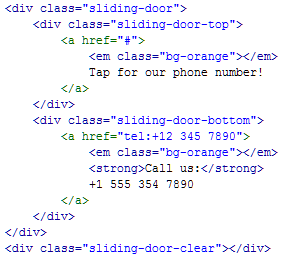 <div class="sliding-door">
<div class="sliding-door-top">
<a href="#">
<em class="bg-orange"></em>
Tap for our phone number!
</a>
</div>
<div class="sliding-door-bottom">
<a href="tel:+12 345 7890">
<em class="bg-orange"></em>
<strong>Call us:</strong>
+1 555 354 7890
</a>
</div>
</div>
<div class="sliding-door-clear"></div>